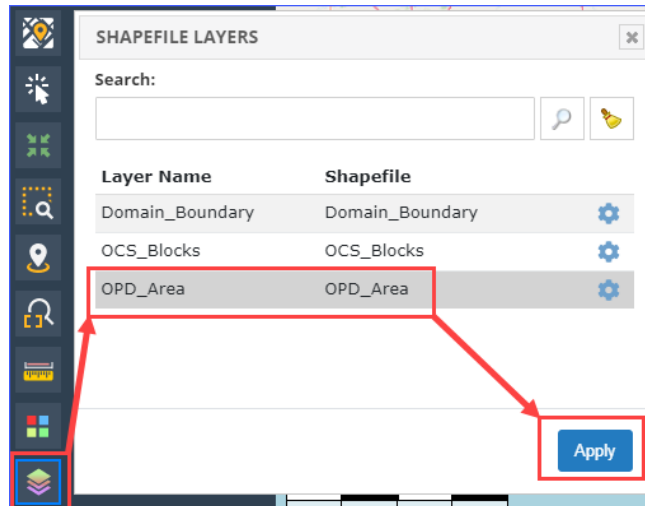 SHAPEFILE LAYERS
Search:
Layer Name Shapefile
Domain_Boundary Domain_Boundary
OCS_Blocks OCS_Blocks
OPD_Area OPD_Area
Apply